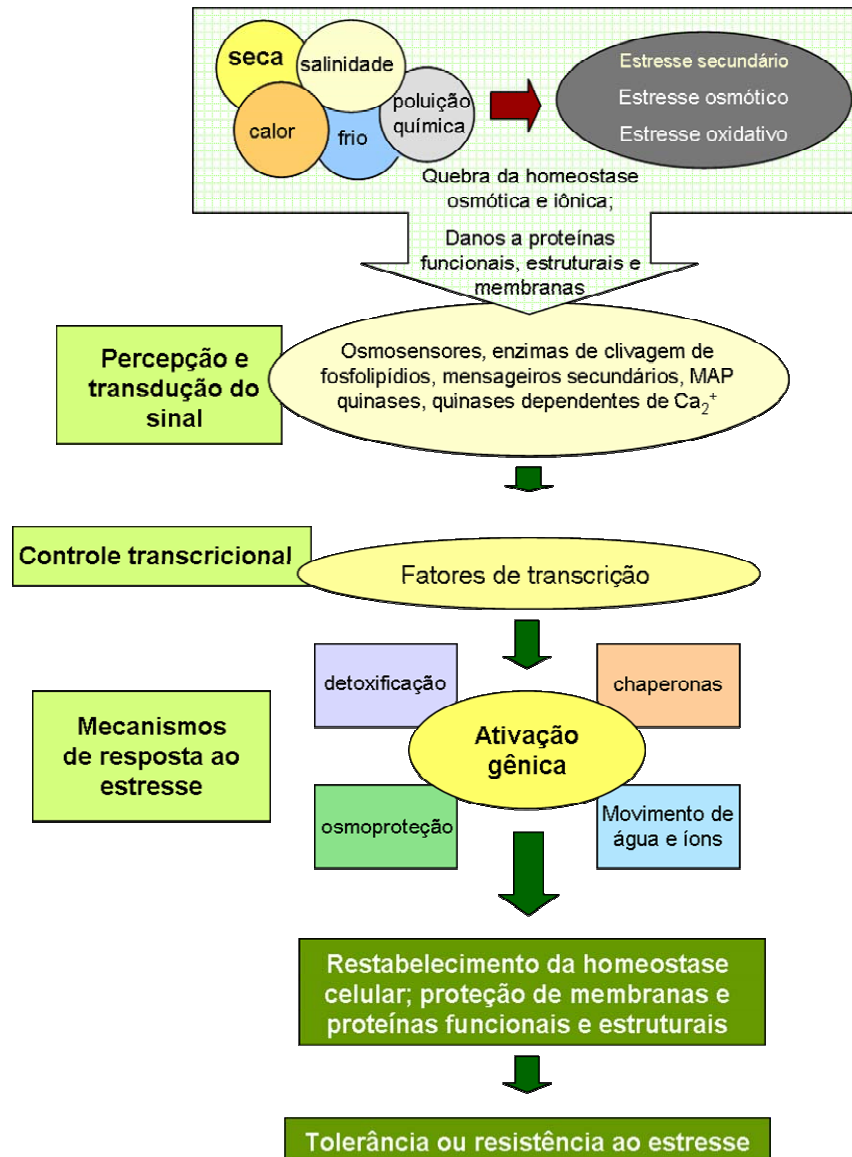 seca
salinidade
poluição
química
calor
frio
Estresse secundário
Estresse osmótico
Estresse oxidativo
Quebra da homeostase
osmótica e iônica;
Danos a proteínas
funcionais, estruturais e
membranas
Percepção e
transdução do
sinal
Osmosensores, enzimas de clivagem de
fosfolipídios, mensageiros secundários, MAP
quinases, quinases dependentes de Ca₂⁺
Controle transcricional
Fatores de transcrição
detoxificação
chaperonas
Mecanismos
de resposta ao
estresse
Ativação
gênica
osmoproteção
Movimento de
água e íons
Restabelecimento da homeostase
celular; proteção de membranas e
proteínas funcionais e estruturais
Tolerância ou resistência ao estresse